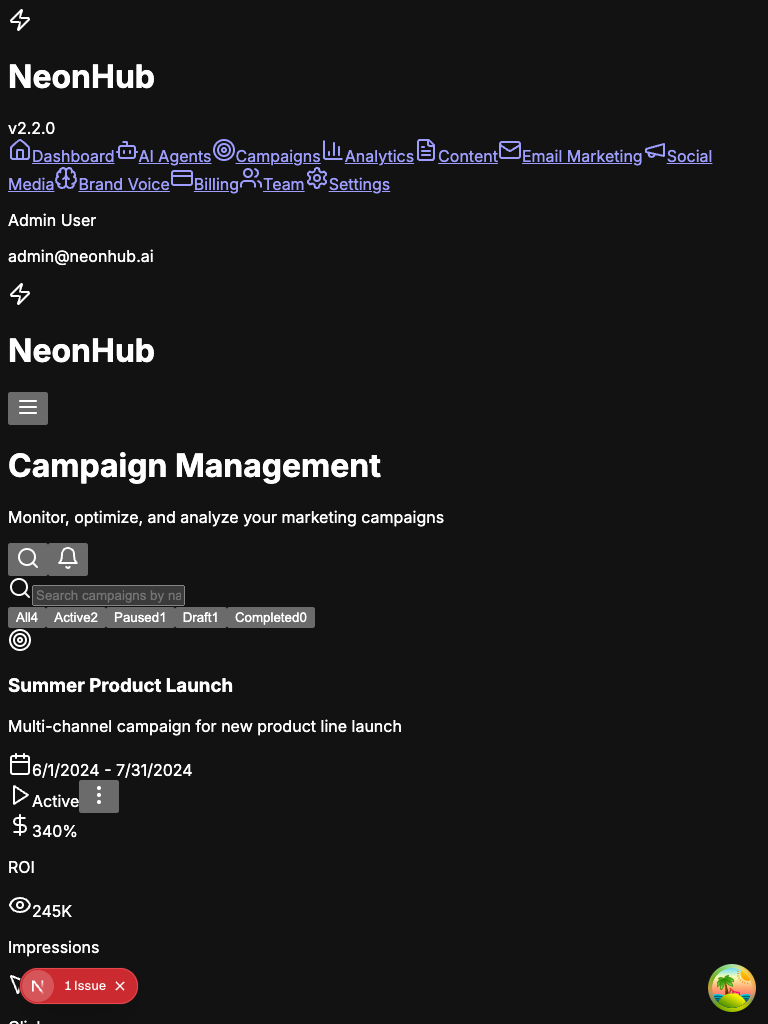 NeonHub
v2.2.0
Dashboard AI Agents Campaigns Analytics Content Email Marketing Social
Media Brand Voice Billing Team Settings
Admin User
admin@neonhub.ai
NeonHub
Campaign Management
Monitor, optimize, and analyze your marketing campaigns
Search campaigns by na
All4 Active2 Paused1 Draft1 Completed0
Summer Product Launch
Multi-channel campaign for new product line launch
6/1/2024 - 7/31/2024
Active
340%
ROI
245K
Impressions
N 1 Issue